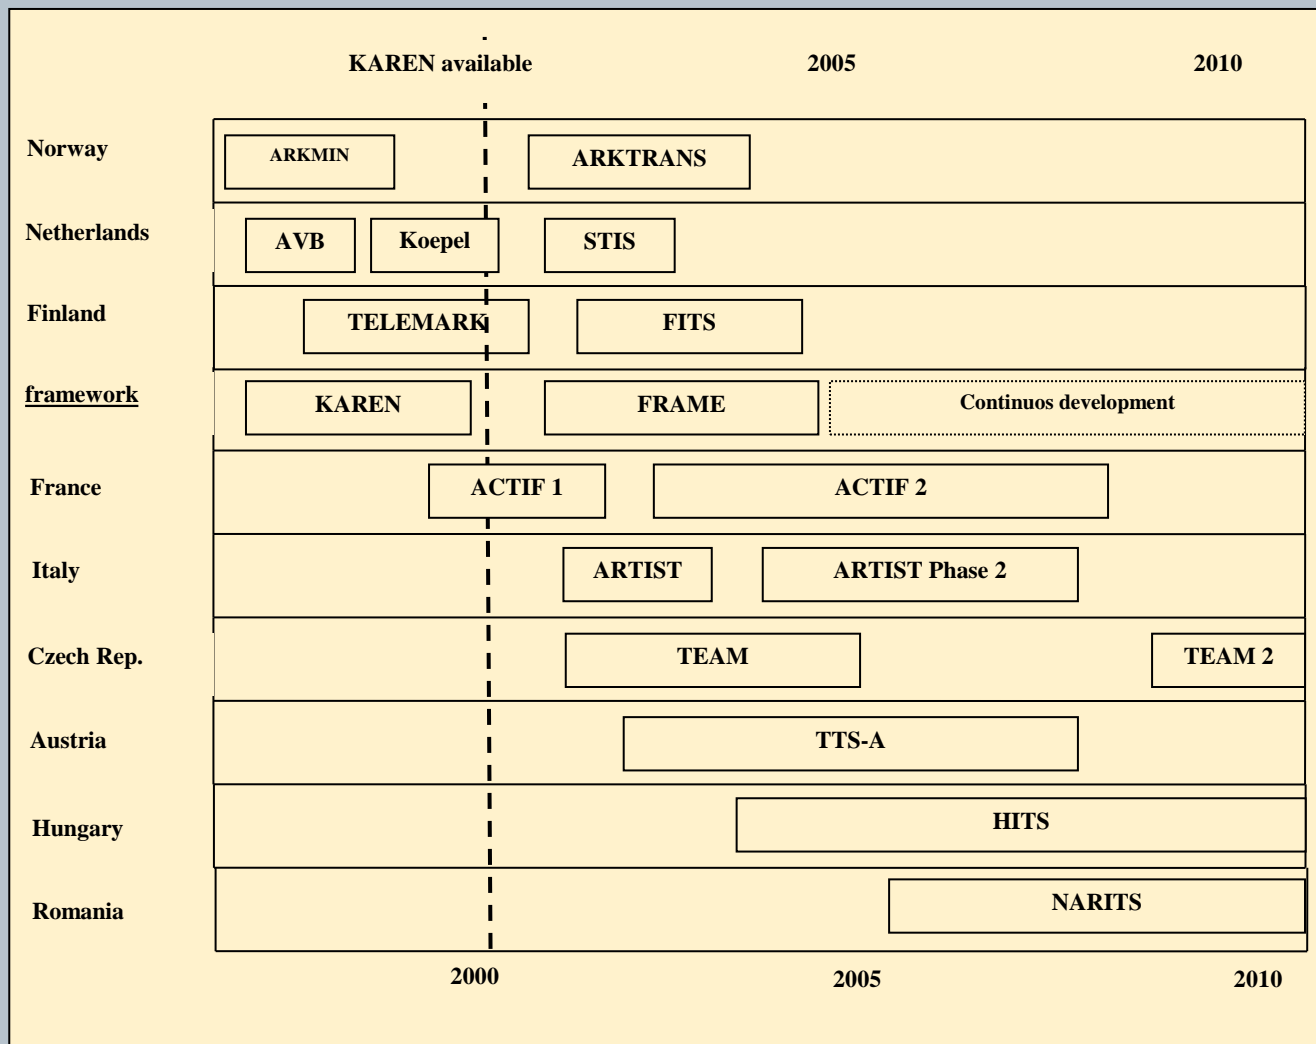 KAREN available 2005 2010
Norway ARKMIN ARKTRANS
Netherlands AVB Koepel STIS
Finland TELEMARK FITS
framework KAREN FRAME Continuos development
France ACTIF 1 ACTIF 2
Italy ARTIST ARTIST Phase 2
Czech Rep. TEAM TEAM 2
Austria TTS-A
Hungary HITS
Romania NARITS
2000 2005 2010